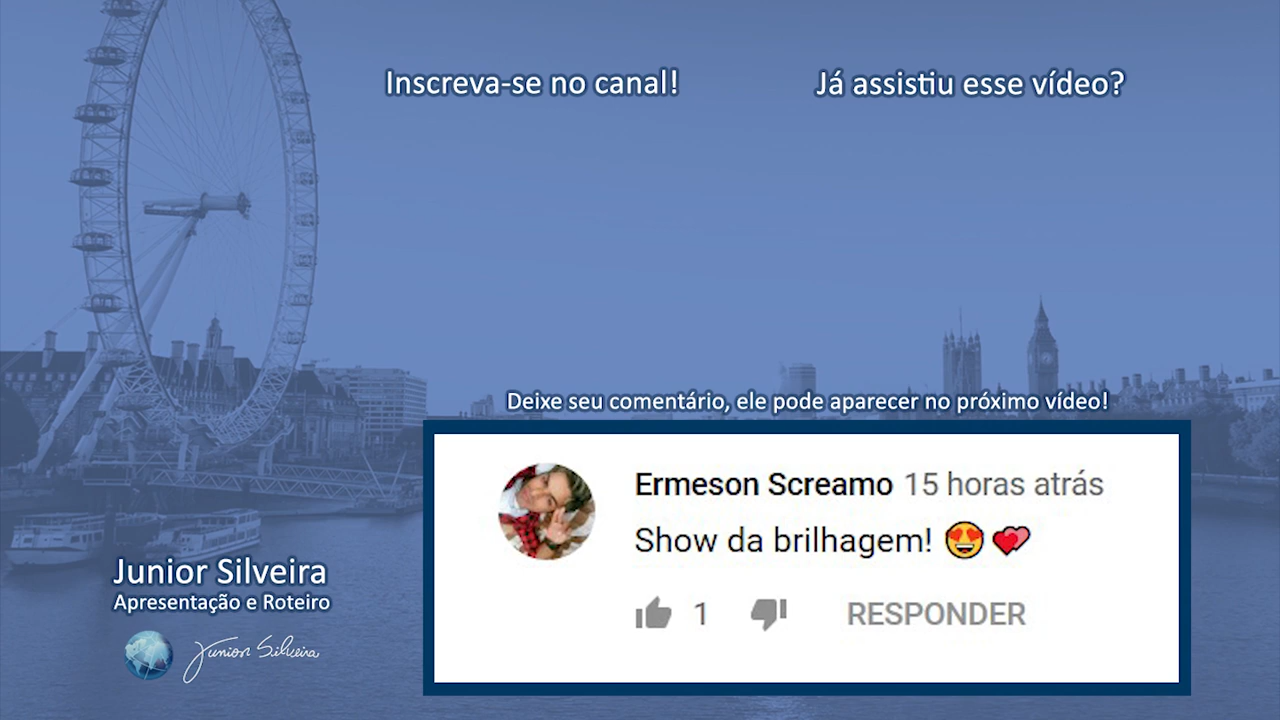 Inscreva-se no canal!
Já assistiu esse vídeo?
Deixe seu comentário, ele pode aparecer no próximo vídeo!
Ermeson Screamo 15 horas atrás
Show da brilhagem! 😍💕
1 RESPONDER
Junior Silveira
Apresentação e Roteiro
Junior Silveira